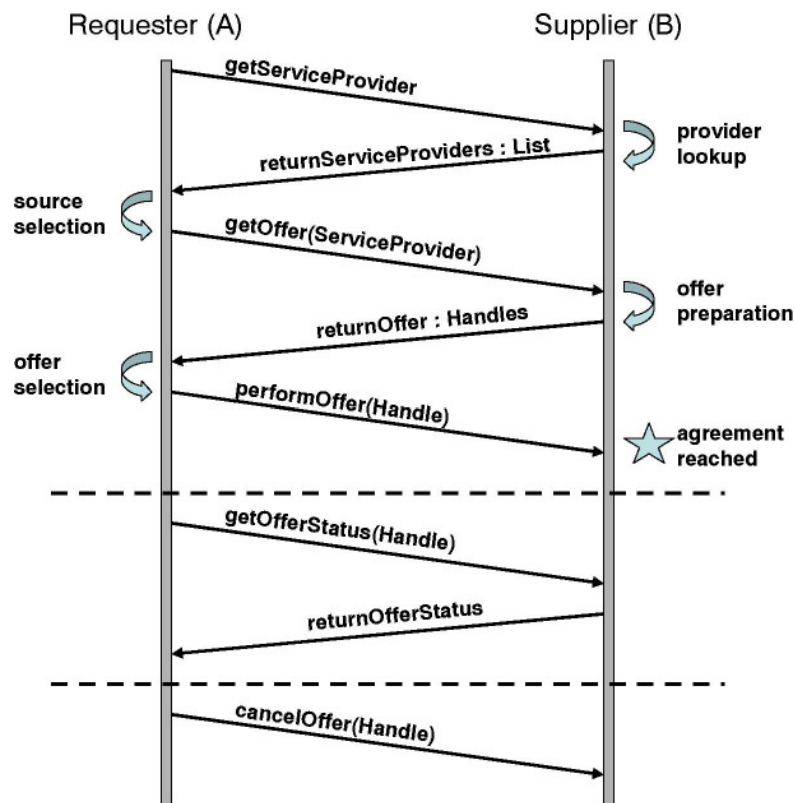 Requester (A)
Supplier (B)
getServiceProvider
provider
lookup
returnServiceProviders : List
source
selection
getOffer(ServiceProvider)
offer
preparation
returnOffer : Handles
offer
selection
performOffer(Handle)
agreement
reached
getOfferStatus(Handle)
returnOfferStatus
cancelOffer(Handle)